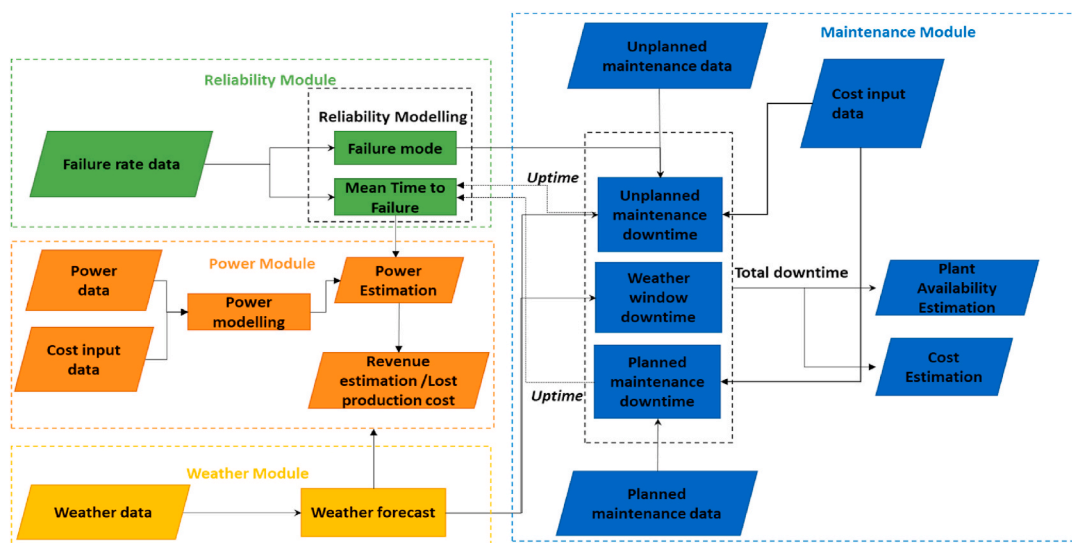 Reliability Module
Reliability Modelling
Failure rate data
Failure mode
Mean Time to
Failure
Uptime
Uptime
Power Module
Power
data
Cost input
data
Power
modelling
Power
Estimation
Revenue
estimation /Lost
production cost
Weather Module
Weather data
Weather forecast
Maintenance Module
Unplanned
maintenance data
Cost input
data
Unplanned
maintenance
downtime
Weather
window
downtime
Planned
maintenance
downtime
Total downtime
Plant
Availability
Estimation
Cost
Estimation
Planned
maintenance data